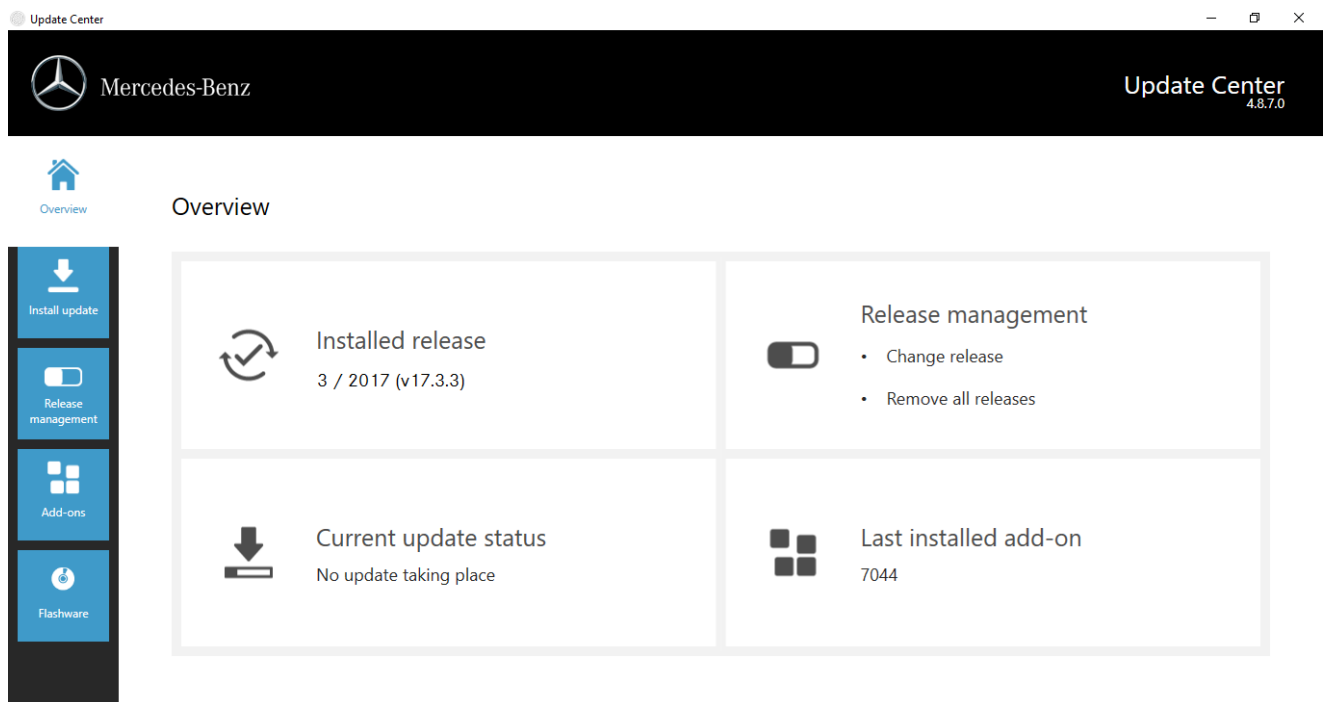 Update Center
Mercedes-Benz
Update Center
4.8.7.0
Overview
Install update
Release
management
Add-ons
Flashware
Overview
Installed release
3 / 2017 (v17.3.3)
Release management
• Change release
• Remove all releases
Current update status
No update taking place
Last installed add-on
7044